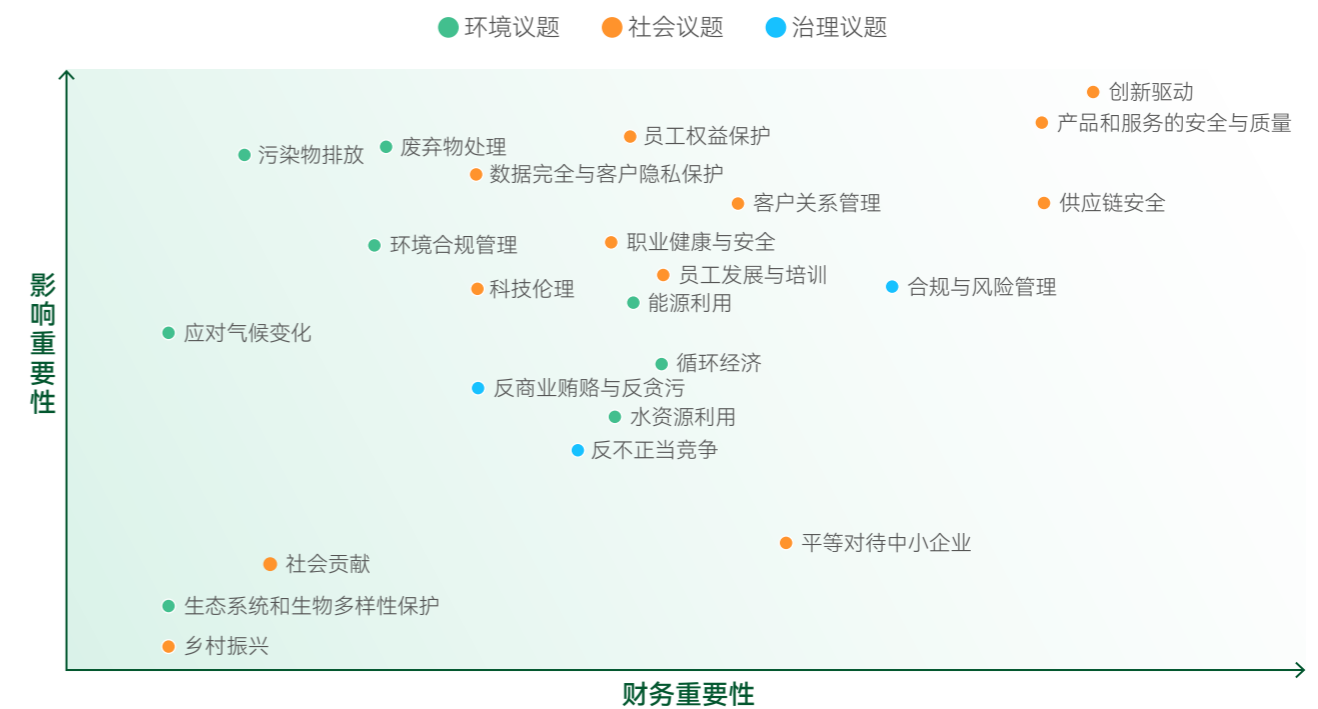 环境议题 社会议题 治理议题
创新驱动
产品和服务的安全与质量
员工权益保护
废弃物处理
污染物排放
数据完全与客户隐私保护
客户关系管理
供应链安全
职业健康与安全
环境合规管理
员工发展与培训
合规与风险管理
科技伦理
能源利用
应对气候变化
循环经济
反商业贿赂与反贪污
水资源利用
反不正当竞争
平等对待中小企业
社会贡献
生态系统和生物多样性保护
乡村振兴
影响重要性
财务重要性